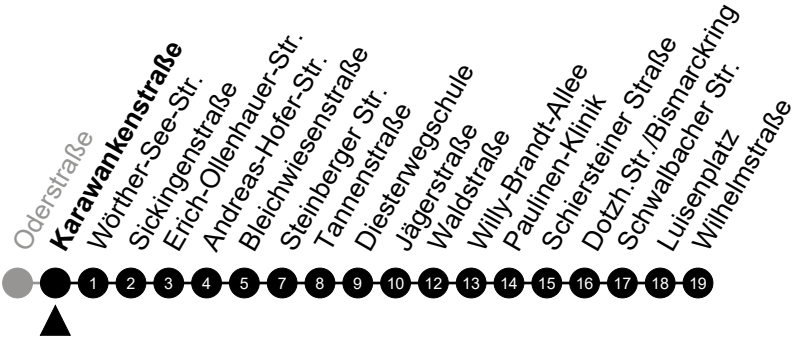 Oderstraße
Karawankenstraße
Wörther-See-Str.
Sickingenstraße
Erich-Ollenhauer-Str.
Andreas-Hofer-Str.
Bleichwiesenstraße
Steinberger Str.
Tannenstraße
Diesterwegschule
Jägerstraße
Waldstraße
Willy-Brandt-Allee
Paulinen-Klinik
Schiersteiner Straße
Dotzh.Str./Bismarckring
Schwalbacher Str.
Luisenplatz
Wilhelmstraße
1 2 3 4 5 7 8 9 10 12 13 14 15 16 17 18 19